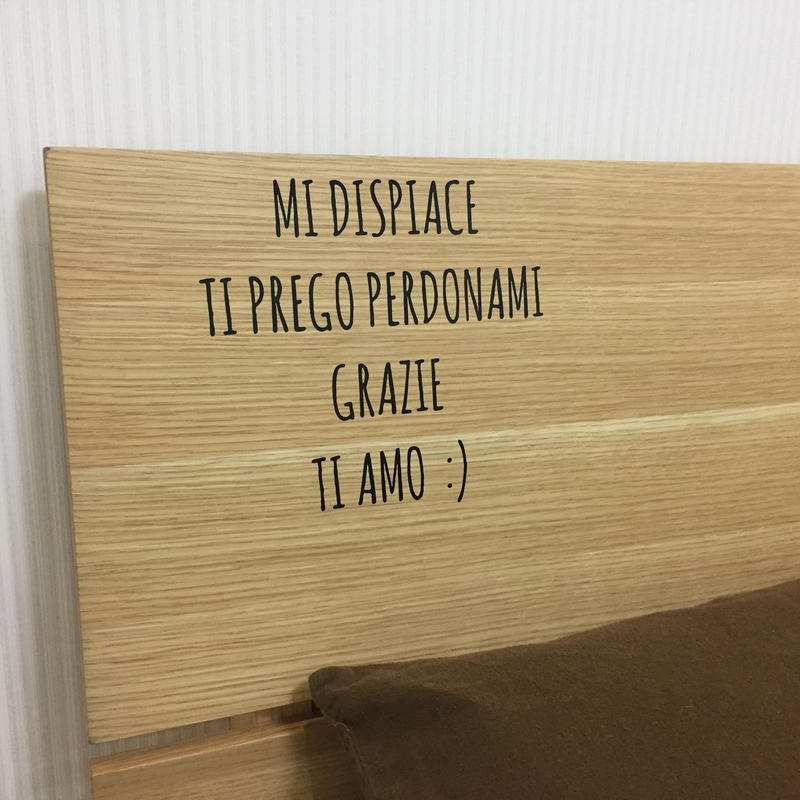 MI DISPIACE
TI PREGO PERDONAMI
GRAZIE
TI AMO :)